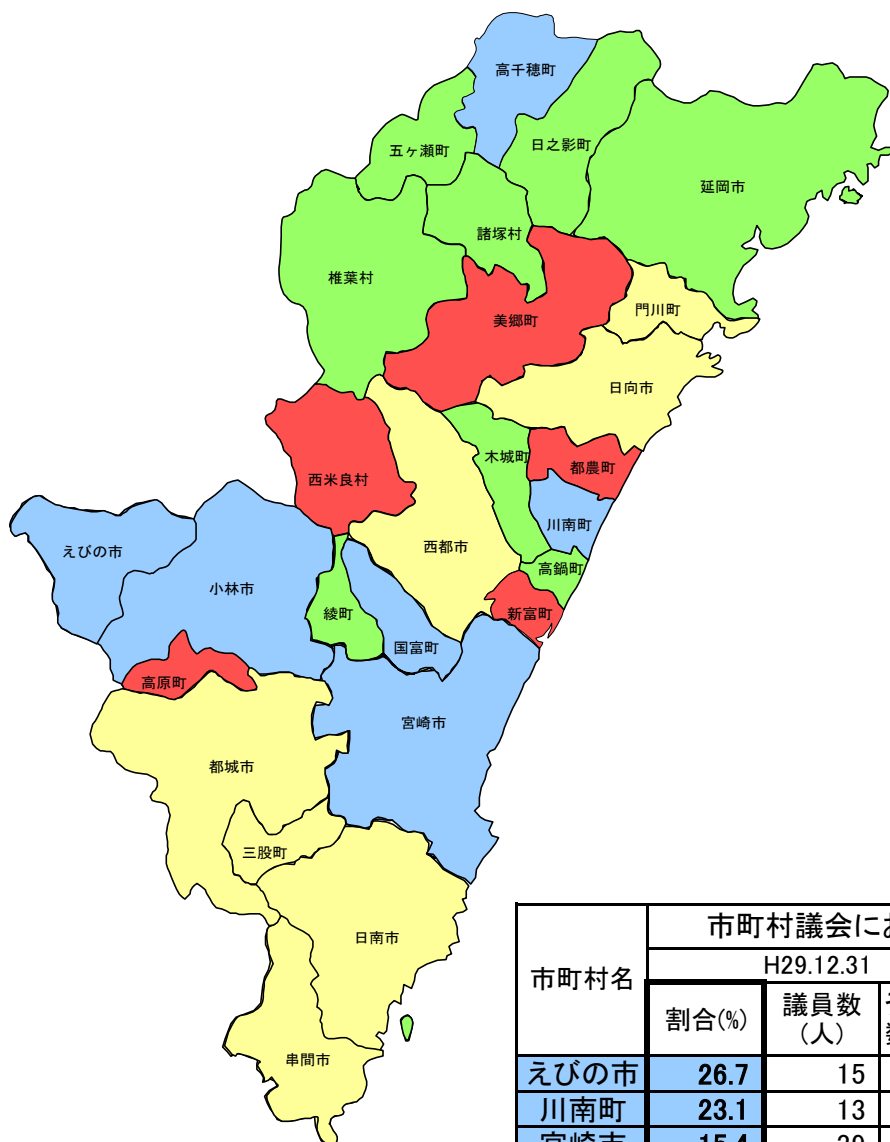 高千穂町
日之影町
五ヶ瀬町
延岡市
諸塚村
椎葉村
門川町
美郷町
日向市
木城町
都農町
西米良村
川南町
西都市
えびの市
高鍋町
小林市
綾町
新富町
国富町
高原町
宮崎市
都城市
三股町
日南市
串間市
市町村議会にお
H29.12.31
市町村名
割合(%)
議員数
(人)
えびの市 26.7 15
川南町 23.1 13